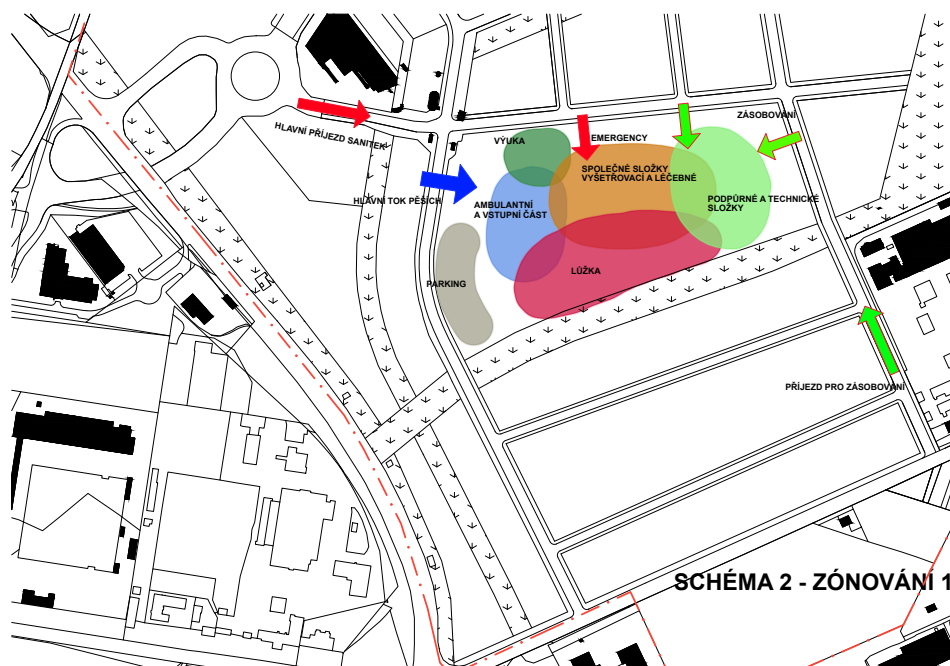 ZÁSOBOVÁNÍ
HLAVNÍ PŘÍJEZD SANITEK
VÝUKA
EMERGENCY
SPOLEČNÉ SLOŽKY
VYŠETŘOVACÍ A LÉČEBNÉ
HLAVNÍ TOK PĚŠÍCH
AMBULANTNÍ
A VSTUPNÍ ČÁST
PODPŮRNÉ A TECHNICKÉ
SLOŽKY
LŮŽKA
PARKING
PŘÍJEZD PRO ZÁSOBOVÁNÍ
SCHÉMA 2 - ZÓNOVÁNÍ 1